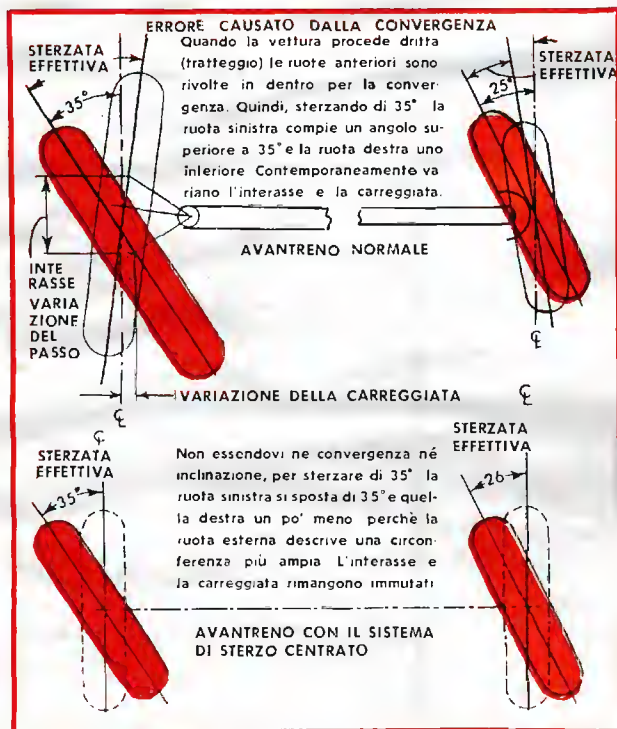 ERRORE CAUSATO DALLA CONVERGENZA
STERZATA
EFFETTIVA
35°
Quando la vettura procede dritta
(tratteggio) le ruote anteriori sono
rivolte in dentro per la conver-
genza. Quindi, sterzando di 35° la
ruota sinistra compie un angolo su-
periore a 35° e la ruota destra uno
inferiore Contemporaneamente va
riano l'interasse e la carreggiata.
STERZATA
EFFETTIVA
25°
AVANTRENO NORMALE
INTE
RASSE
VARIA
ZIONE
DEL
PASSO
℄
VARIAZIONE DELLA CARREGGIATA
℄
℄
℄
STERZATA
EFFETTIVA
35°
Non essendovi ne convergenza né
inclinazione, per sterzare di 35° la
ruota sinistra si sposta di 35° e quel-
la destra un po' meno perchè la
ruota esterna descrive una circon-
ferenza più ampia L'interasse e
la carreggiata rimangono immutati
STERZATA
EFFETTIVA
26°
AVANTRENO CON IL SISTEMA
DI STERZO CENTRATO